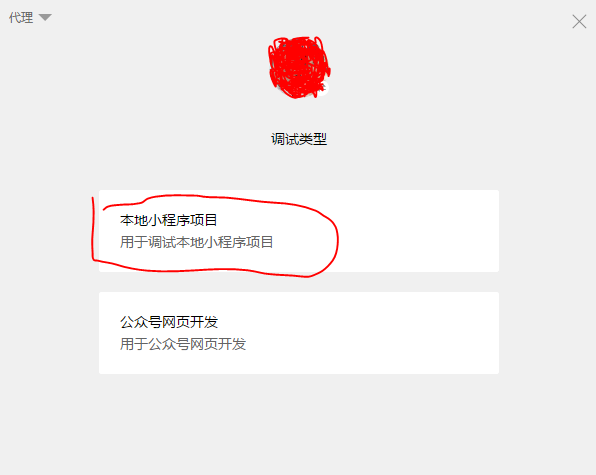 代理
调试类型
本地小程序项目
用于调试本地小程序项目
公众号网页开发
用于公众号网页开发